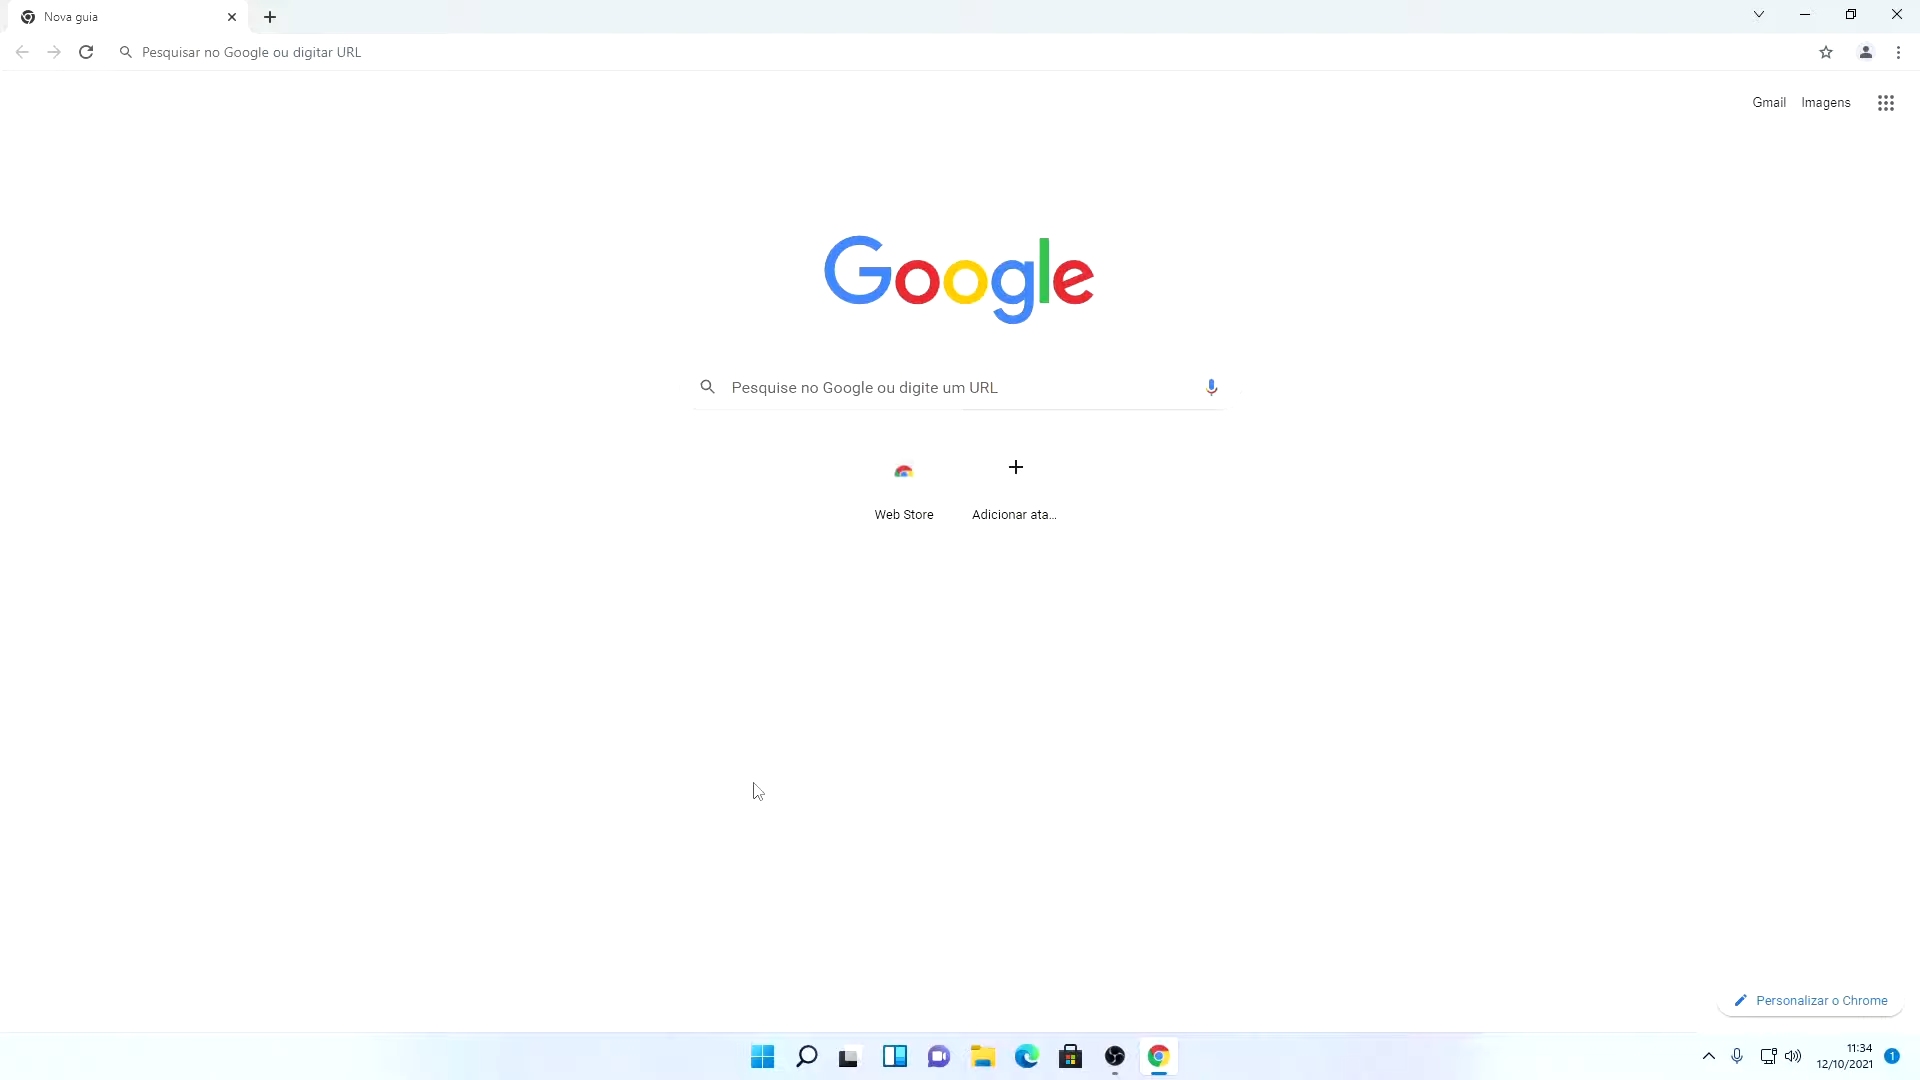 Nova guia
Pesquisar no Google ou digitar URL
Gmail Imagens
Google
Pesquise no Google ou digite um URL
Web Store Adicionar ata...
Personalizar o Chrome
11:34
12/10/2021
1